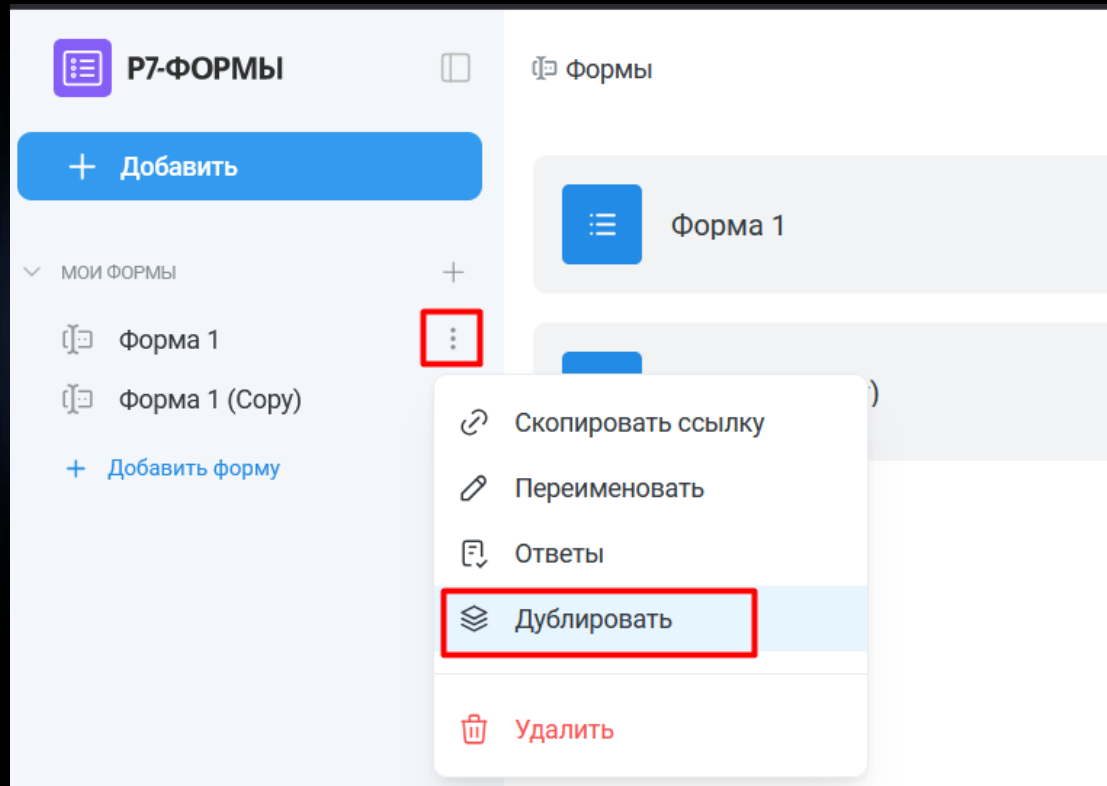 Р7-ФОРМЫ
Добавить
МОИ ФОРМЫ
Форма 1
Форма 1 (Copy)
Добавить форму
Формы
Форма 1
)
Скопировать ссылку
Переименовать
Ответы
Дублировать
Удалить